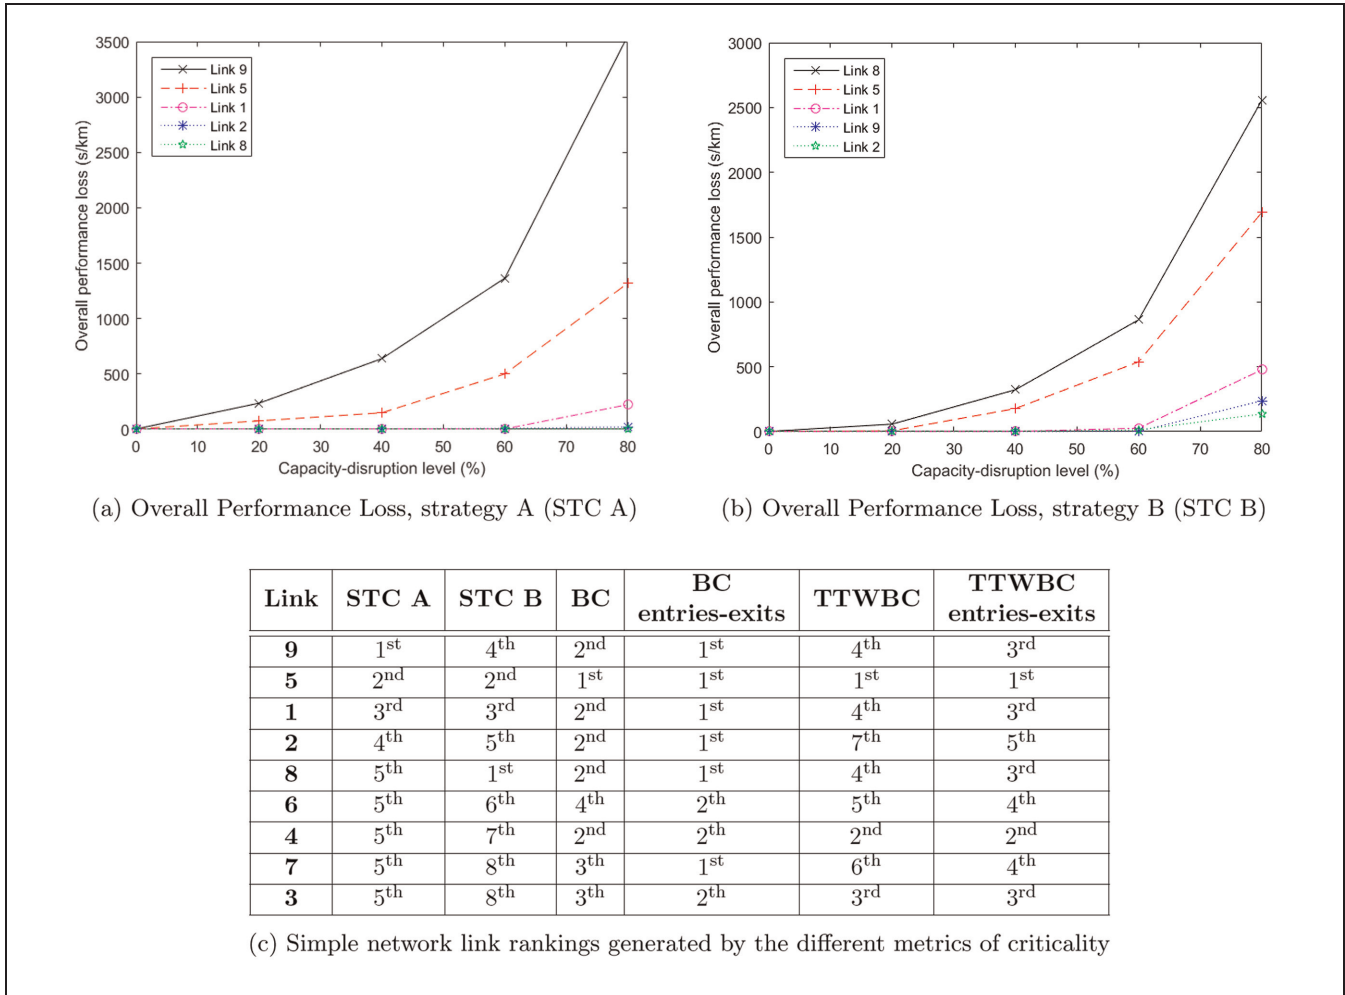 3500
3000
2500
2000
1500
1000
500
0
Overall performance loss (s/km)
Link 9
Link 5
Link 1
Link 2
Link 8
0 10 20 30 40 50 60 70 80
Capacity-disruption level (%)
(a) Overall Performance Loss, strategy A (STC A)
3000
2500
2000
1500
1000
500
0
Overall performance loss (s/km)
Link 8
Link 5
Link 1
Link 9
Link 2
0 10 20 30 40 50 60 70 80
Capacity-disruption level (%)
(b) Overall Performance Loss, strategy B (STC B)
Link STC A STC B BC BC entries-exits TTWBC TTWBC entries-exits
9 1st 4th 2nd 1st 4th 3rd
5 2nd 2nd 1st 1st 1st 1st
1 3rd 3rd 2nd 1st 4th 3rd
2 4th 5th 2nd 1st 7th 5th
8 5th 1st 2nd 1st 4th 3rd
6 5th 6th 4th 2th 5th 4th
4 5th 7th 2nd 2th 2nd 2nd
7 5th 8th 3th 1st 6th 4th
3 5th 8th 3th 2th 3rd 3rd
(c) Simple network link rankings generated by the different metrics of criticality